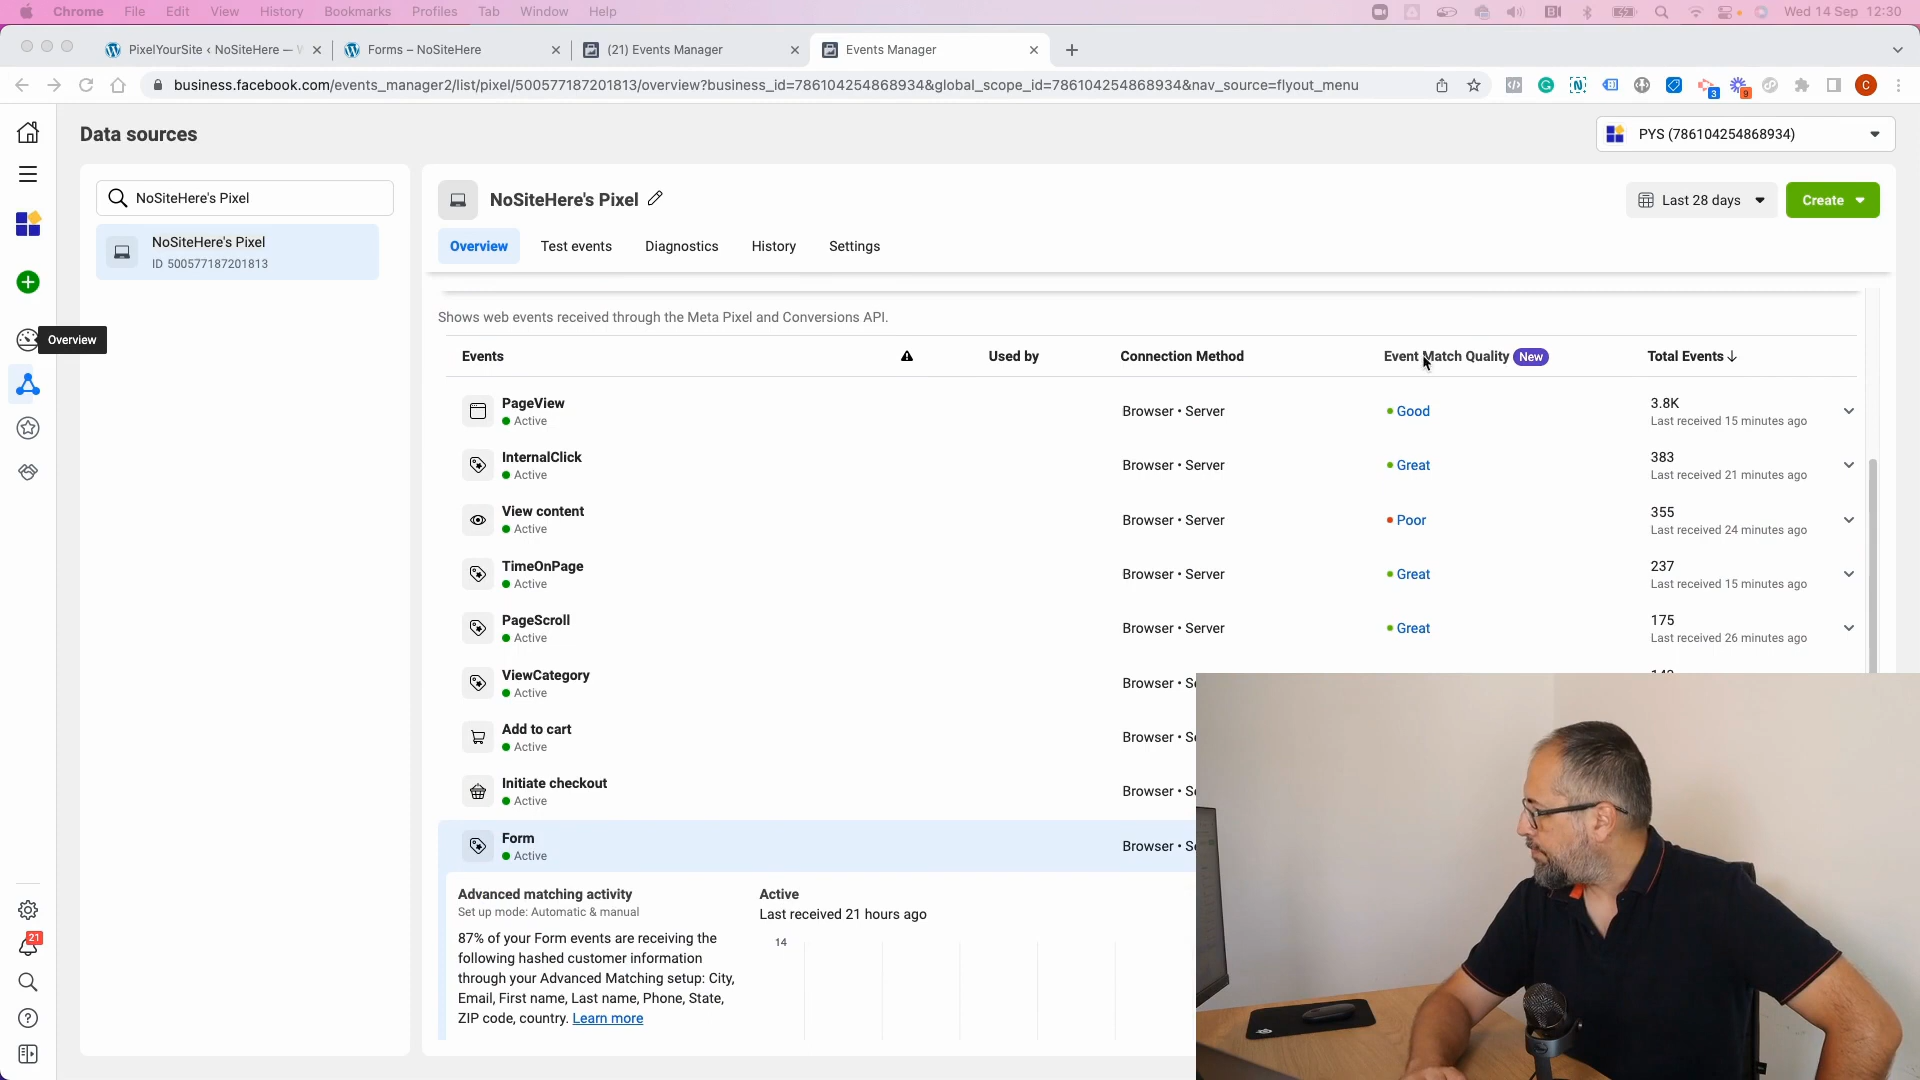 Chrome File Edit View History Bookmarks Profiles Tab Window Help Wed 14 Sep 12:30
PixelYourSite ‹ NoSiteHere — Forms – NoSiteHere (21) Events Manager Events Manager
business.facebook.com/events_manager2/list/pixel/500577187201813/overview?business_id=786104254868934&global_scope_id=786104254868934&nav_source=flyout_menu
3
9
C
Data sources
PYS (786104254868934)
NoSiteHere's Pixel
NoSiteHere's Pixel
ID 500577187201813
Overview
21
NoSiteHere's Pixel
Last 28 days
Create
Overview Test events Diagnostics History Settings
Shows web events received through the Meta Pixel and Conversions API.
Events Used by Connection Method Event Match Quality New Total Events
PageView
Active
Browser • Server
Good
3.8K
Last received 15 minutes ago
InternalClick
Active
Browser • Server
Great
383
Last received 21 minutes ago
View content
Active
Browser • Server
Poor
355
Last received 24 minutes ago
TimeOnPage
Active
Browser • Server
Great
237
Last received 15 minutes ago
PageScroll
Active
Browser • Server
Great
175
Last received 26 minutes ago
ViewCategory
Active
Browser •
Add to cart
Active
Browser •
Initiate checkout
Active
Browser •
Form
Active
Browser •
Advanced matching activity
Set up mode: Automatic & manual
87% of your Form events are receiving the
following hashed customer information
through your Advanced Matching setup: City,
Email, First name, Last name, Phone, State,
ZIP code, country. Learn more
Active
Last received 21 hours ago
14